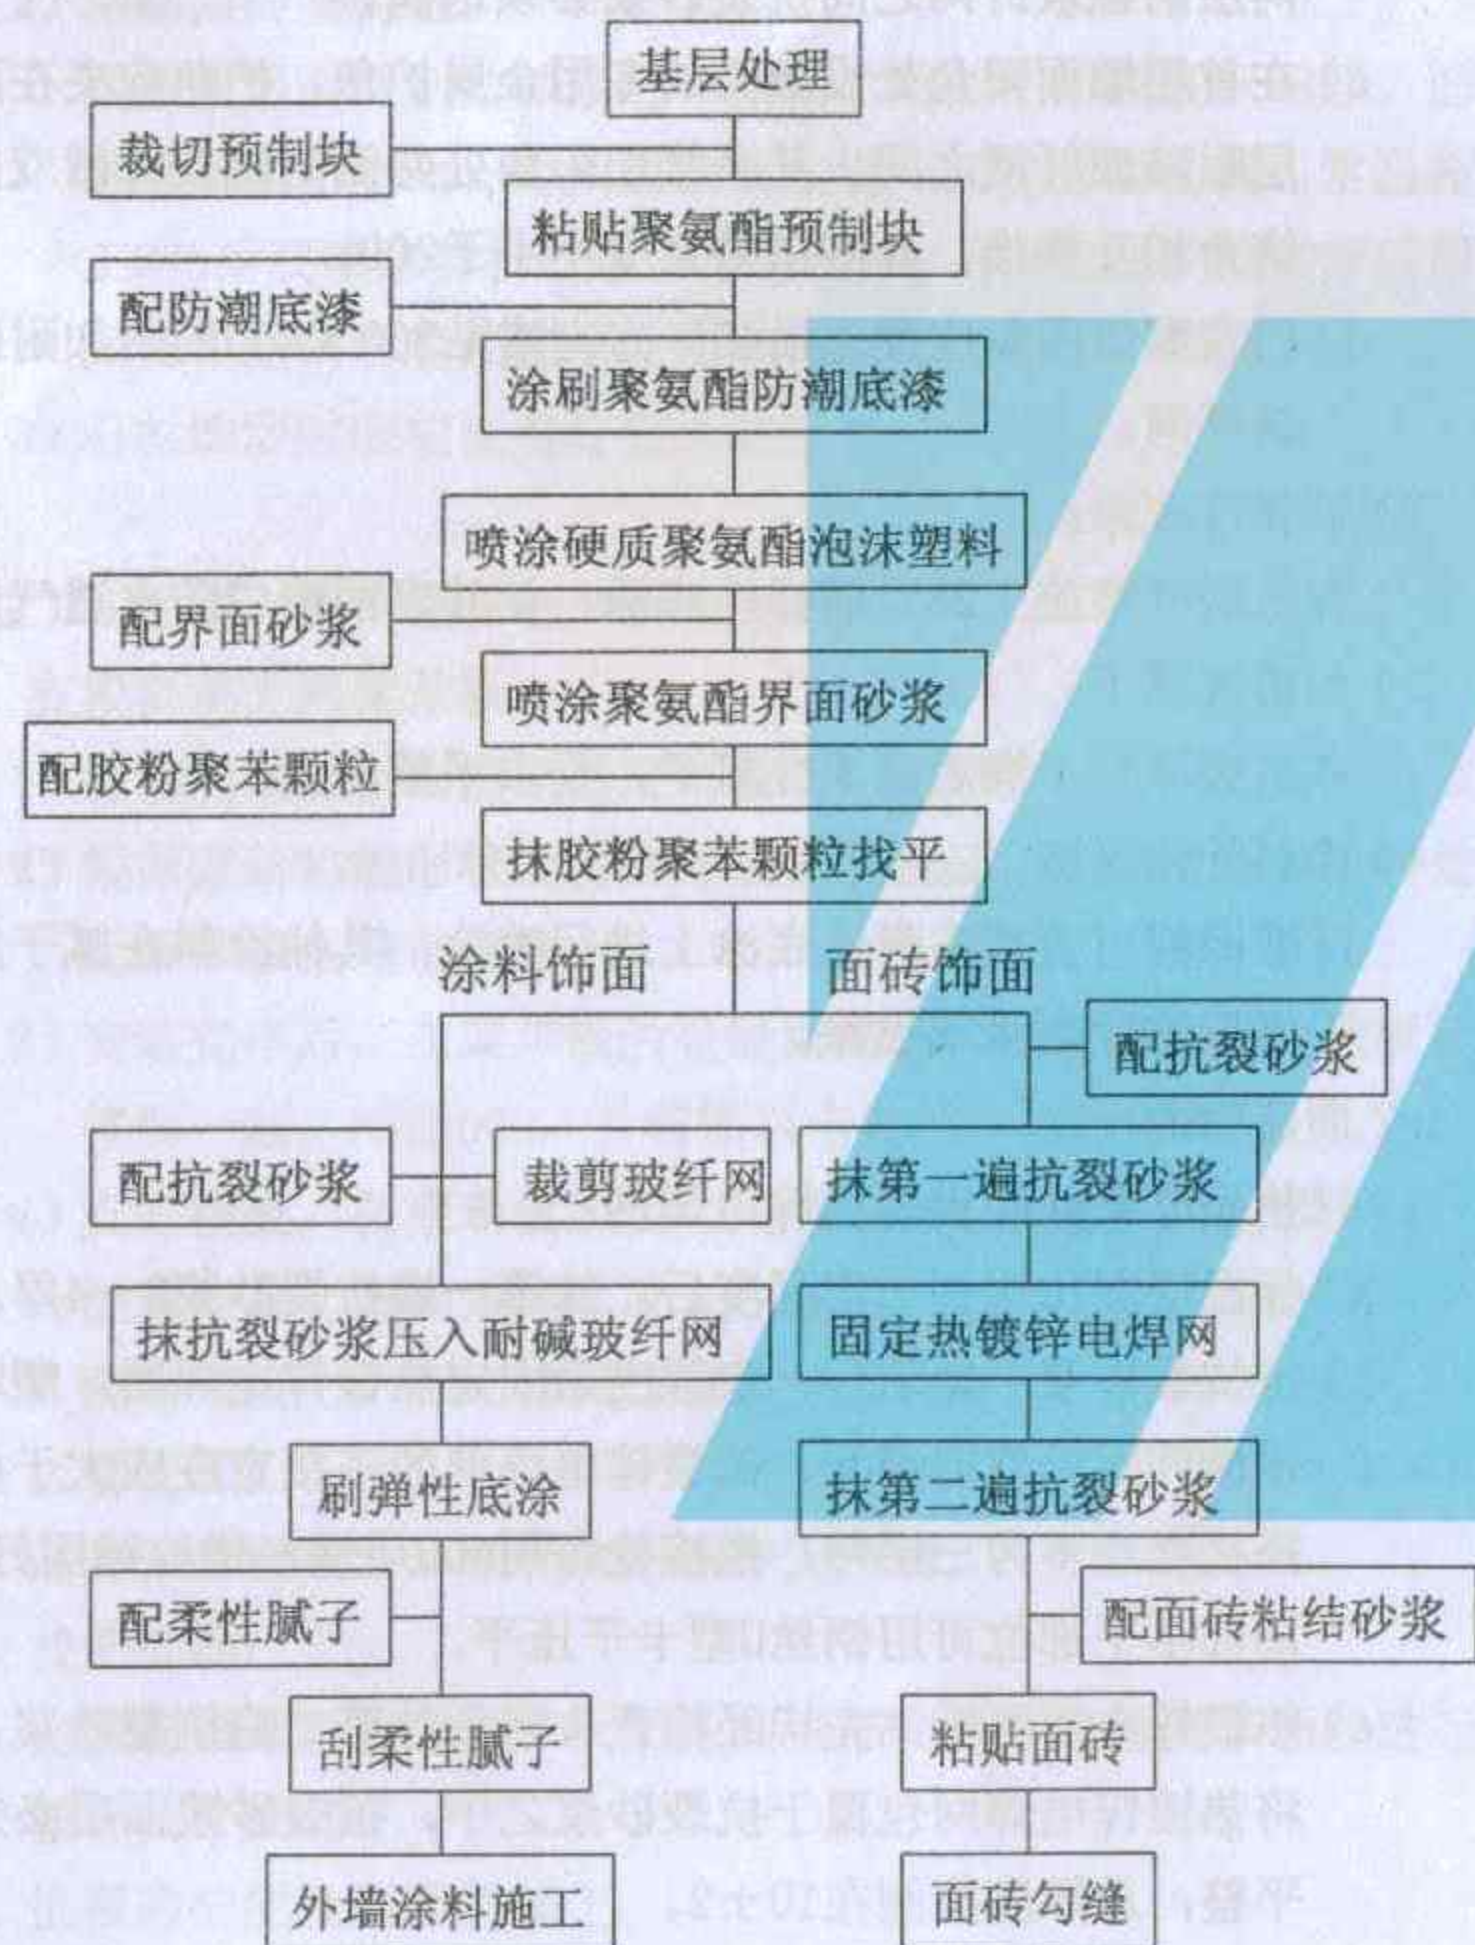 基层处理
裁切预制块
粘贴聚氨酯预制块
配防潮底漆
涂刷聚氨酯防潮底漆
喷涂硬质聚氨酯泡沫塑料
配界面砂浆
喷涂聚氨酯界面砂浆
配胶粉聚苯颗粒
抹胶粉聚苯颗粒找平
涂料饰面
面砖饰面
配抗裂砂浆
配抗裂砂浆
裁剪玻纤网
抹第一遍抗裂砂浆
抹抗裂砂浆压入耐碱玻纤网
固定热镀锌电焊网
刷弹性底涂
抹第二遍抗裂砂浆
配柔性腻子
配面砖粘结砂浆
刮柔性腻子
粘贴面砖
外墙涂料施工
面砖勾缝